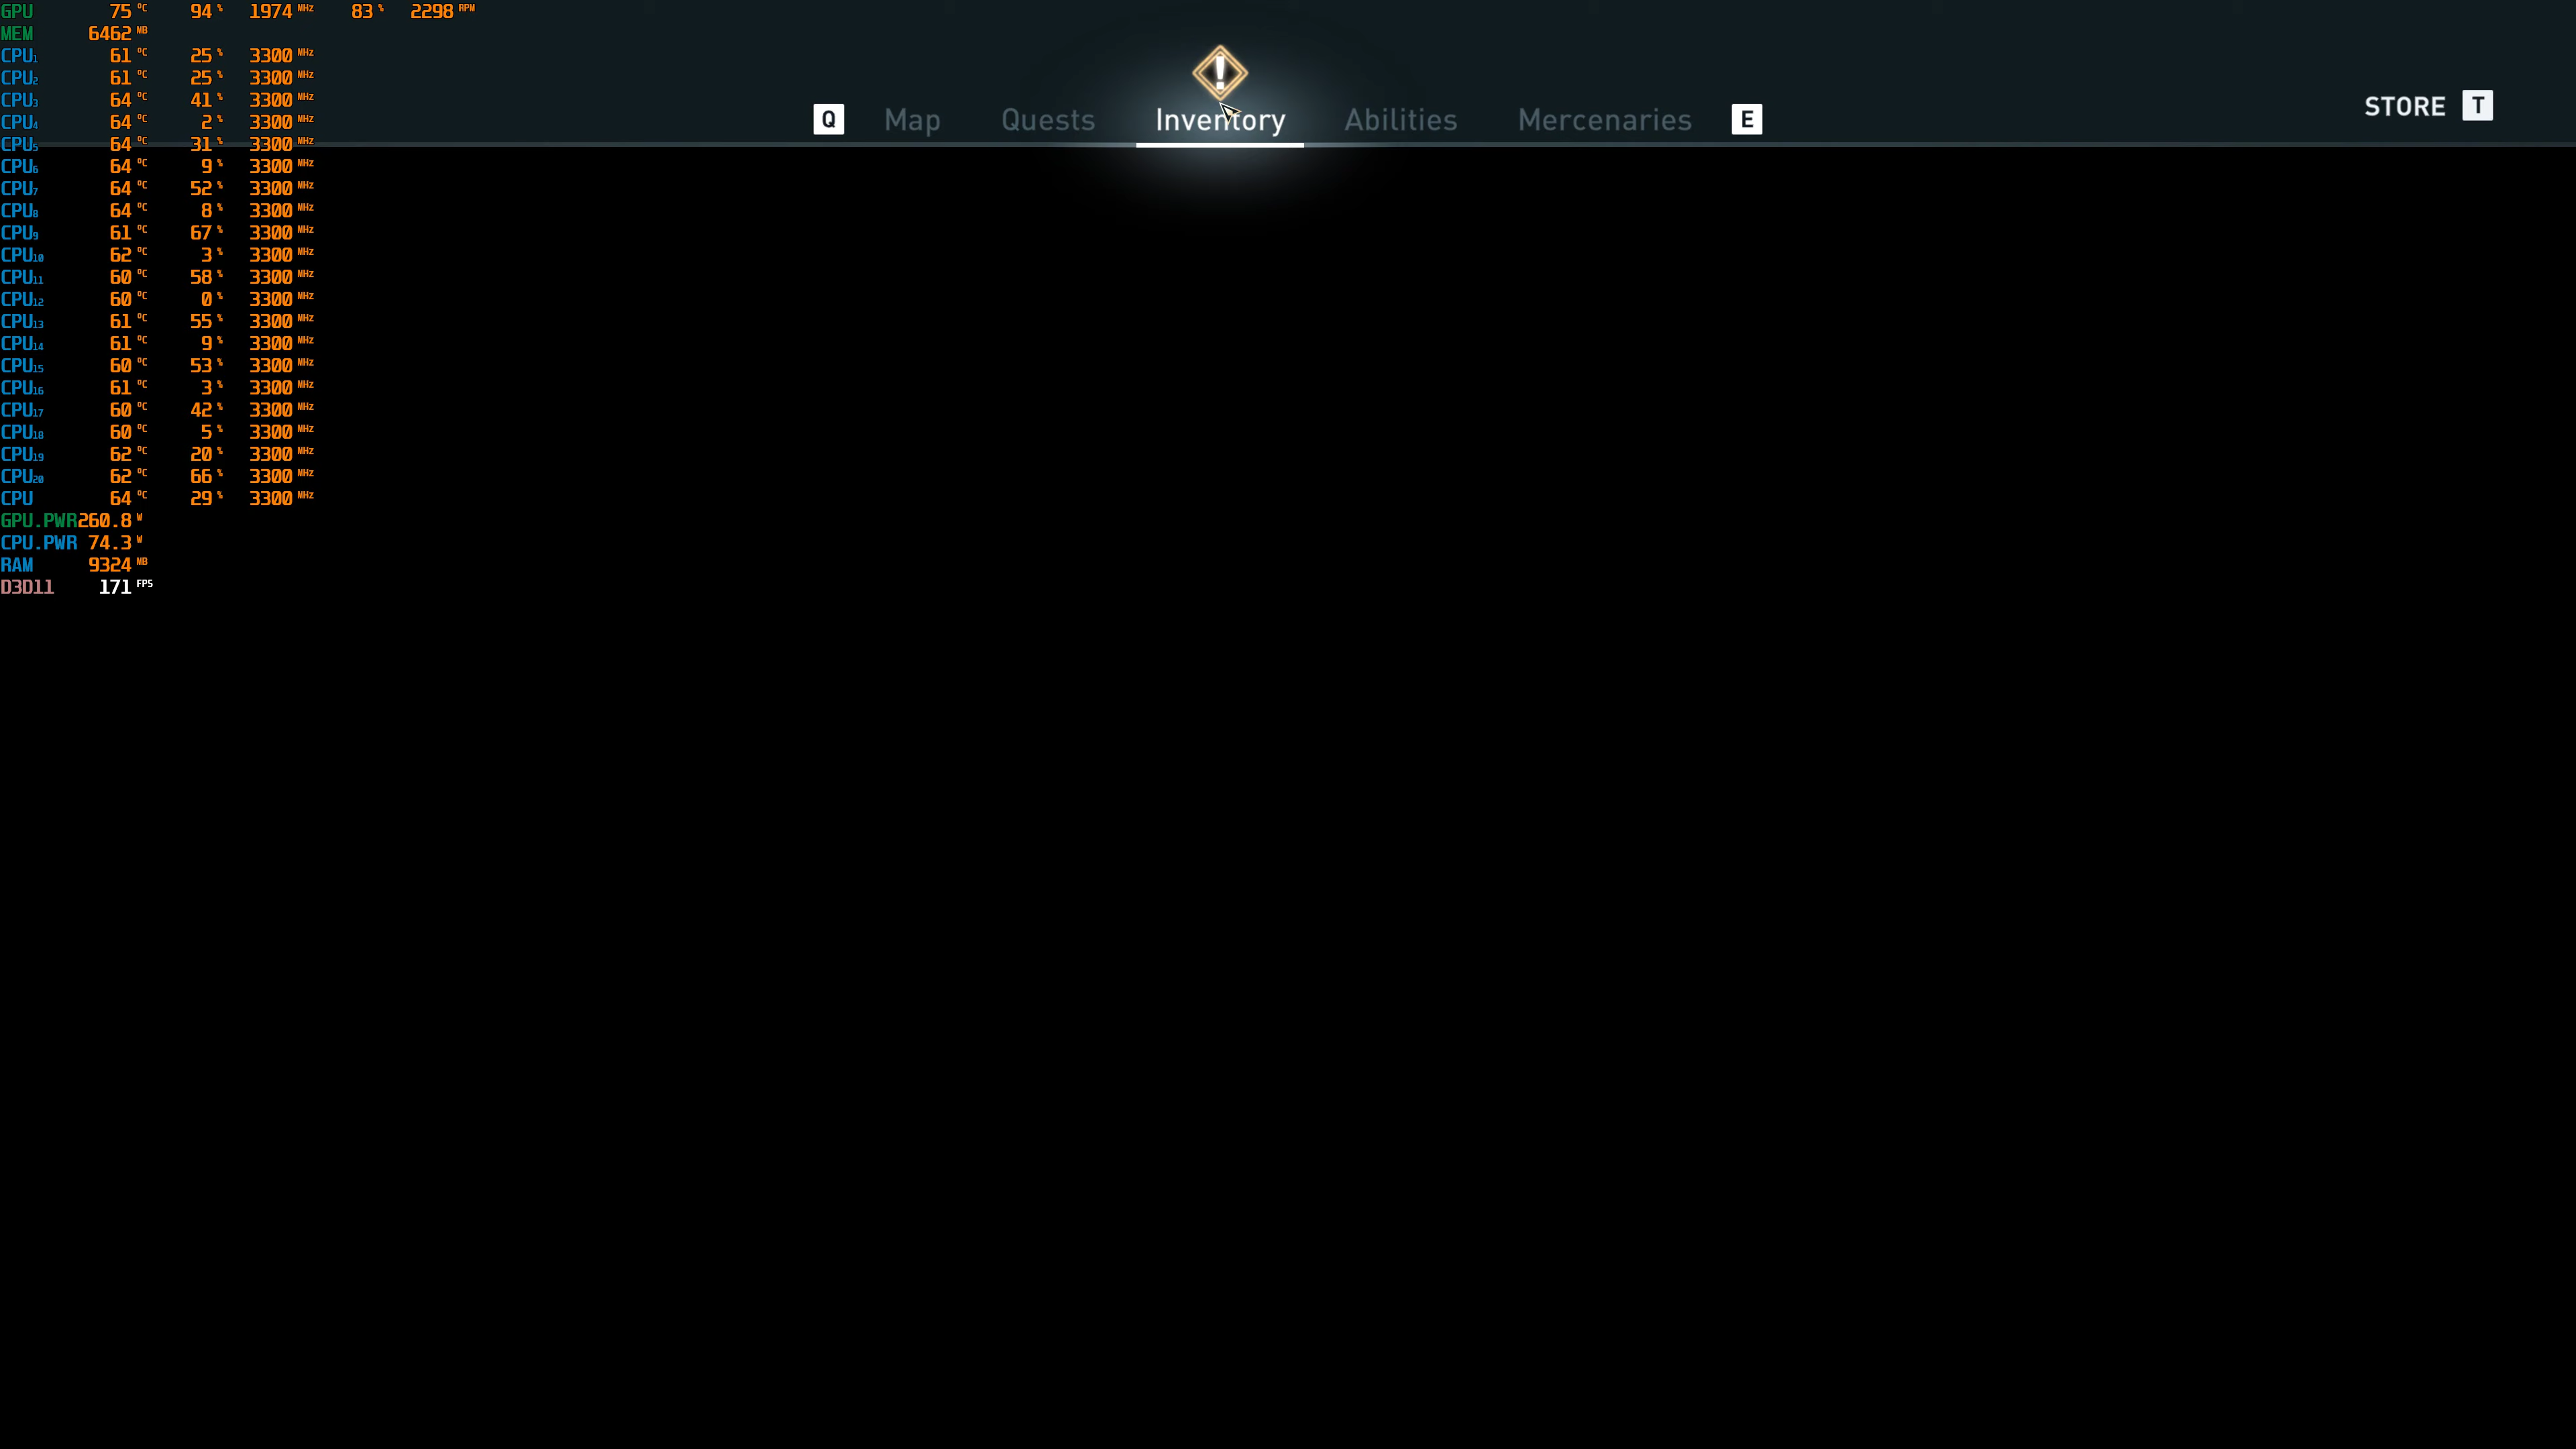 GPU 75 °C 94 % 1974 MHz 83 % 2298 RPM
MEM 6462 MB
CPU1 61 °C 25 % 3300 MHz
CPU2 61 °C 25 % 3300 MHz
CPU3 64 °C 41 % 3300 MHz
CPU4 64 °C 2 % 3300 MHz
CPU5 64 °C 31 % 3300 MHz
CPU6 64 °C 9 % 3300 MHz
CPU7 64 °C 52 % 3300 MHz
CPU8 64 °C 8 % 3300 MHz
CPU9 61 °C 67 % 3300 MHz
CPU10 62 °C 3 % 3300 MHz
CPU11 60 °C 58 % 3300 MHz
CPU12 60 °C 0 % 3300 MHz
CPU13 61 °C 55 % 3300 MHz
CPU14 61 °C 9 % 3300 MHz
CPU15 60 °C 53 % 3300 MHz
CPU16 61 °C 3 % 3300 MHz
CPU17 60 °C 42 % 3300 MHz
CPU18 60 °C 5 % 3300 MHz
CPU19 62 °C 20 % 3300 MHz
CPU20 62 °C 66 % 3300 MHz
CPU 64 °C 29 % 3300 MHz
GPU.PWR 260.8 W
CPU.PWR 74.3 W
RAM 9324 MB
D3D11 171 FPS
!
Q Map Quests Inventory Abilities Mercenaries E
STORE T